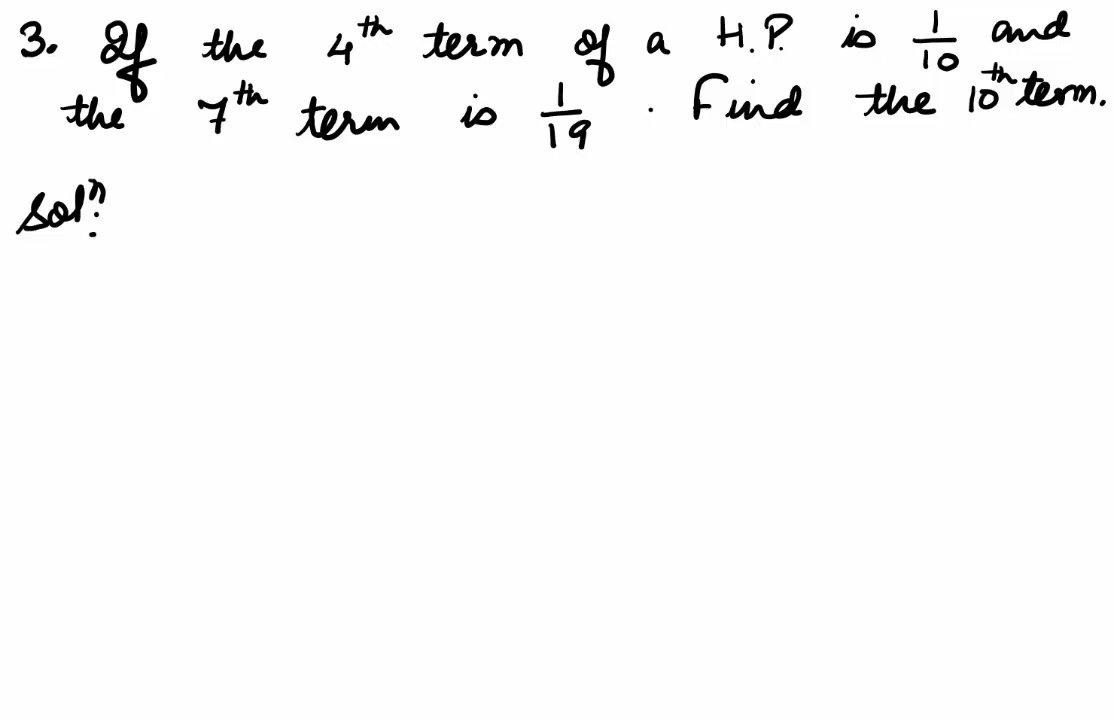 3. If the 4th term of a H.P. is 1/10 and
the 7th term is 1/19 . Find the 10th term.
Solⁿ: